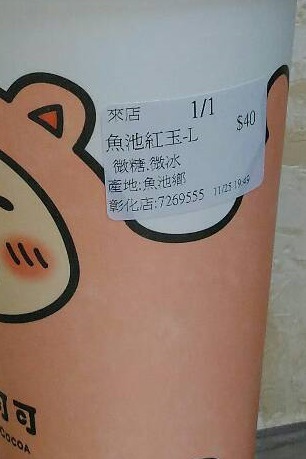 來店 1/1
魚池紅玉-L $40
微糖.微冰
產地:魚池鄉
彰化店:7269555 11/25 19:49
可
COCOA